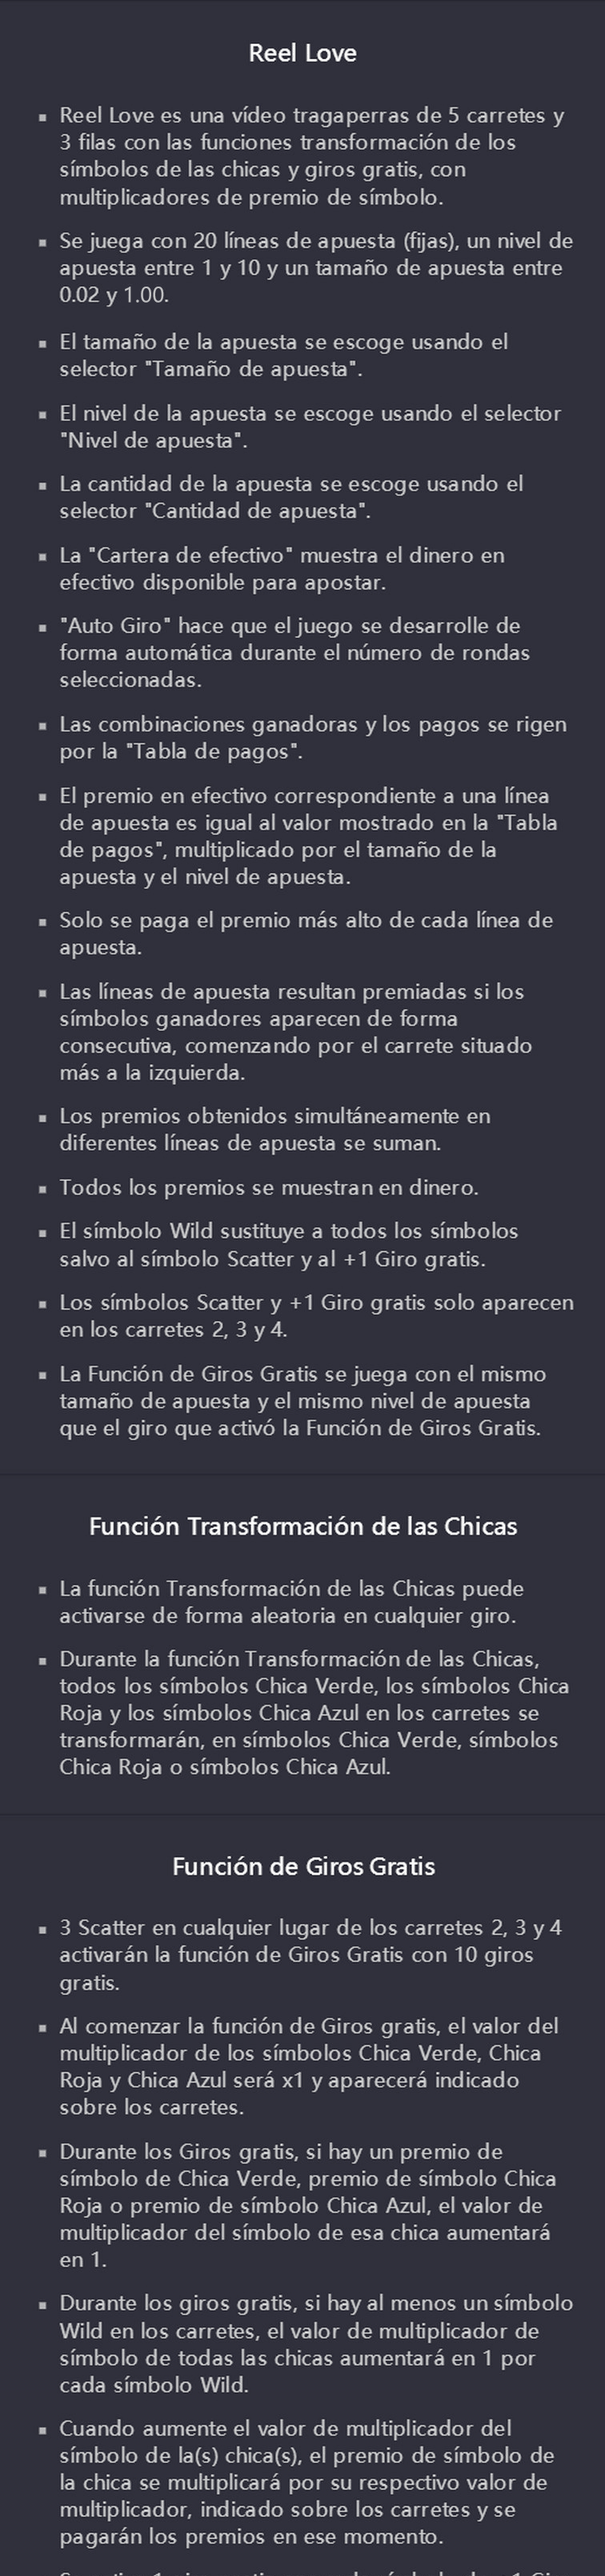 Reel Love
▪ Reel Love es una vídeo tragaperras de 5 carretes y
3 filas con las funciones transformación de los
símbolos de las chicas y giros gratis, con
multiplicadores de premio de símbolo.
▪ Se juega con 20 líneas de apuesta (fijas), un nivel de
apuesta entre 1 y 10 y un tamaño de apuesta entre
0.02 y 1.00.
▪ El tamaño de la apuesta se escoge usando el
selector "Tamaño de apuesta".
▪ El nivel de la apuesta se escoge usando el selector
"Nivel de apuesta".
▪ La cantidad de la apuesta se escoge usando el
selector "Cantidad de apuesta".
▪ La "Cartera de efectivo" muestra el dinero en
efectivo disponible para apostar.
▪ "Auto Giro" hace que el juego se desarrolle de
forma automática durante el número de rondas
seleccionadas.
▪ Las combinaciones ganadoras y los pagos se rigen
por la "Tabla de pagos".
▪ El premio en efectivo correspondiente a una línea
de apuesta es igual al valor mostrado en la "Tabla
de pagos", multiplicado por el tamaño de la
apuesta y el nivel de apuesta.
▪ Solo se paga el premio más alto de cada línea de
apuesta.
▪ Las líneas de apuesta resultan premiadas si los
símbolos ganadores aparecen de forma
consecutiva, comenzando por el carrete situado
más a la izquierda.
▪ Los premios obtenidos simultáneamente en
diferentes líneas de apuesta se suman.
▪ Todos los premios se muestran en dinero.
▪ El símbolo Wild sustituye a todos los símbolos
salvo al símbolo Scatter y al +1 Giro gratis.
▪ Los símbolos Scatter y +1 Giro gratis solo aparecen
en los carretes 2, 3 y 4.
▪ La Función de Giros Gratis se juega con el mismo
tamaño de apuesta y el mismo nivel de apuesta
que el giro que activó la Función de Giros Gratis.
Función Transformación de las Chicas
▪ La función Transformación de las Chicas puede
activarse de forma aleatoria en cualquier giro.
▪ Durante la función Transformación de las Chicas,
todos los símbolos Chica Verde, los símbolos Chica
Roja y los símbolos Chica Azul en los carretes se
transformarán, en símbolos Chica Verde, símbolos
Chica Roja o símbolos Chica Azul.
Función de Giros Gratis
▪ 3 Scatter en cualquier lugar de los carretes 2, 3 y 4
activarán la función de Giros Gratis con 10 giros
gratis.
▪ Al comenzar la función de Giros gratis, el valor del
multiplicador de los símbolos Chica Verde, Chica
Roja y Chica Azul será x1 y aparecerá indicado
sobre los carretes.
▪ Durante los Giros gratis, si hay un premio de
símbolo de Chica Verde, premio de símbolo Chica
Roja o premio de símbolo Chica Azul, el valor de
multiplicador del símbolo de esa chica aumentará
en 1.
▪ Durante los giros gratis, si hay al menos un símbolo
Wild en los carretes, el valor de multiplicador de
símbolo de todas las chicas aumentará en 1 por
cada símbolo Wild.
▪ Cuando aumente el valor de multiplicador del
símbolo de la(s) chica(s), el premio de símbolo de
la chica se multiplicará por su respectivo valor de
multiplicador, indicado sobre los carretes y se
pagarán los premios en ese momento.